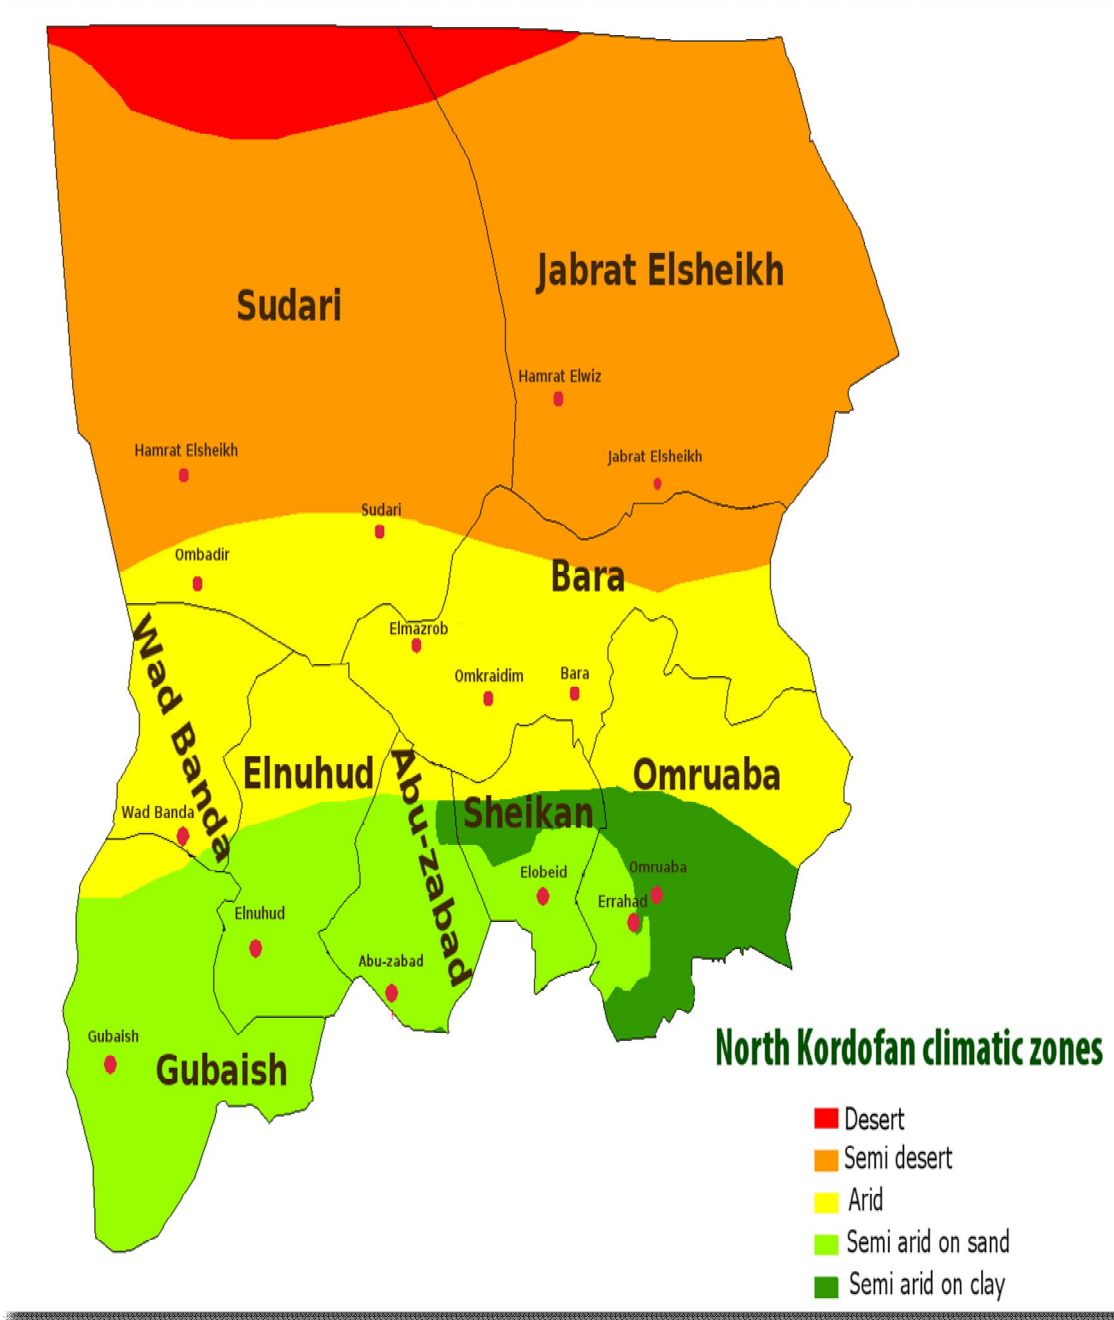 Jabrat Elsheikh
Sudari
Hamrat Elwiz
Hamrat Elsheikh
Jabrat Elsheikh
Sudari
Ombadir
Bara
Wad Banda
Elmazrob
Omkraidim
Bara
Elnuhud
Abu-zabad
Omruaba
Wad Banda
Sheikan
Elobeid
Omruaba
Errahad
Elnuhud
Abu-zabad
Gubaish
Gubaish
North Kordofan climatic zones
Desert
Semi desert
Arid
Semi arid on sand
Semi arid on clay